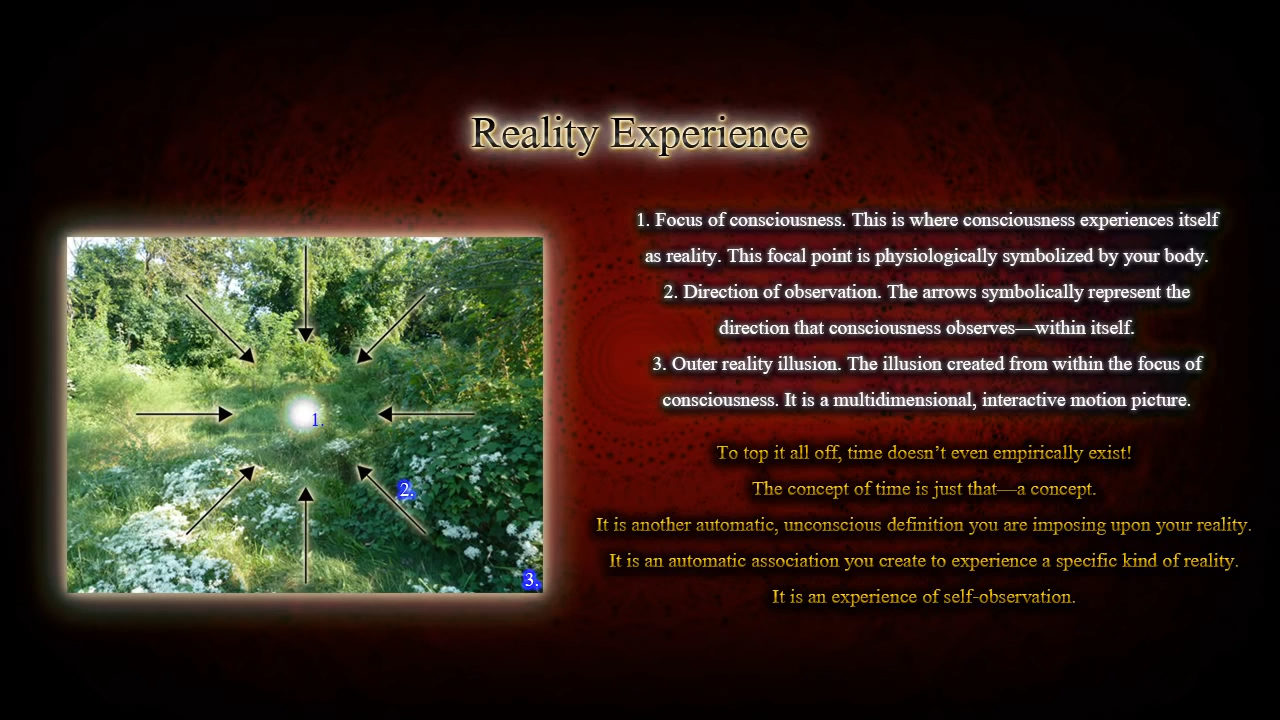 Reality Experience
1.
2.
3.
1. Focus of consciousness. This is where consciousness experiences itself
as reality. This focal point is physiologically symbolized by your body.
2. Direction of observation. The arrows symbolically represent the
direction that consciousness observes—within itself.
3. Outer reality illusion. The illusion created from within the focus of
consciousness. It is a multidimensional, interactive motion picture.
To top it all off, time doesn’t even empirically exist!
The concept of time is just that—a concept.
It is another automatic, unconscious definition you are imposing upon your reality.
It is an automatic association you create to experience a specific kind of reality.
It is an experience of self-observation.